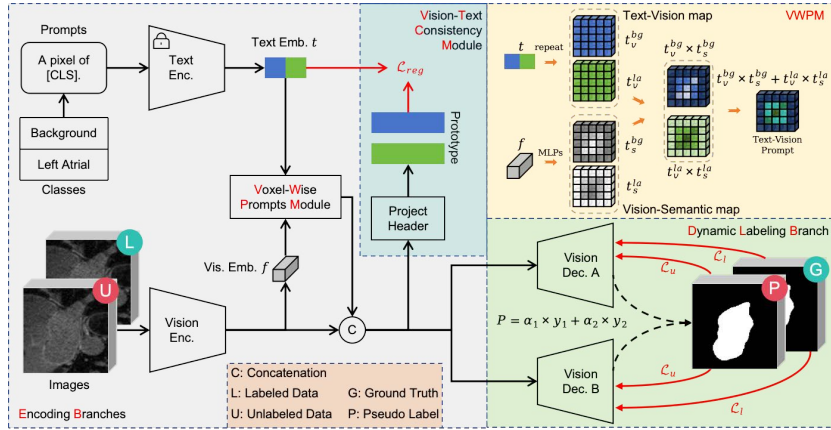 Prompts
A pixel of
[CLS].
Background
Left Atrial
Classes
Text
Enc.
Text Emb. t
ℒ_reg
Vision-Text
Consistency
Module
Prototype
Project
Header
Voxel-Wise
Prompts Module
Vis. Emb. f
L
U
Images
Vision
Enc.
C
Encoding Branches
C: Concatenation
L: Labeled Data
G: Ground Truth
U: Unlabeled Data
P: Pseudo Label
Text-Vision map
VWPM
t
repeat
t_v^{bg}
t_v^{la}
t_v^{bg} × t_s^{bg}
t_v^{bg} × t_s^{bg} + t_v^{la} × t_s^{la}
Text-Vision
Prompt
f
MLPs
t_s^{bg}
t_s^{la}
t_v^{la} × t_s^{la}
Vision-Semantic map
Dynamic Labeling Branch
Vision
Dec. A
ℒ_l
ℒ_u
G
P
P = α₁ × y₁ + α₂ × y₂
Vision
Dec. B
ℒ_u
ℒ_l